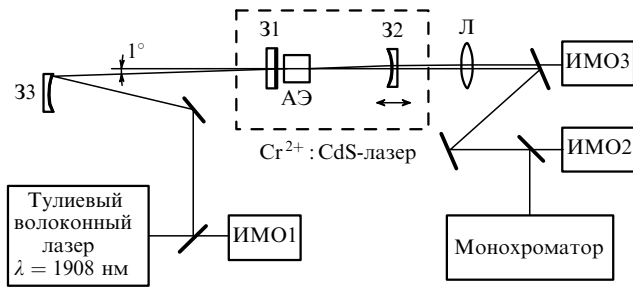 1°
З1
З2
Л
ИМО3
З3
АЭ
Cr²⁺ : CdS-лазер
ИМО2
Тулиевый
волоконный
лазер
λ = 1908 нм
ИМО1
Монохроматор